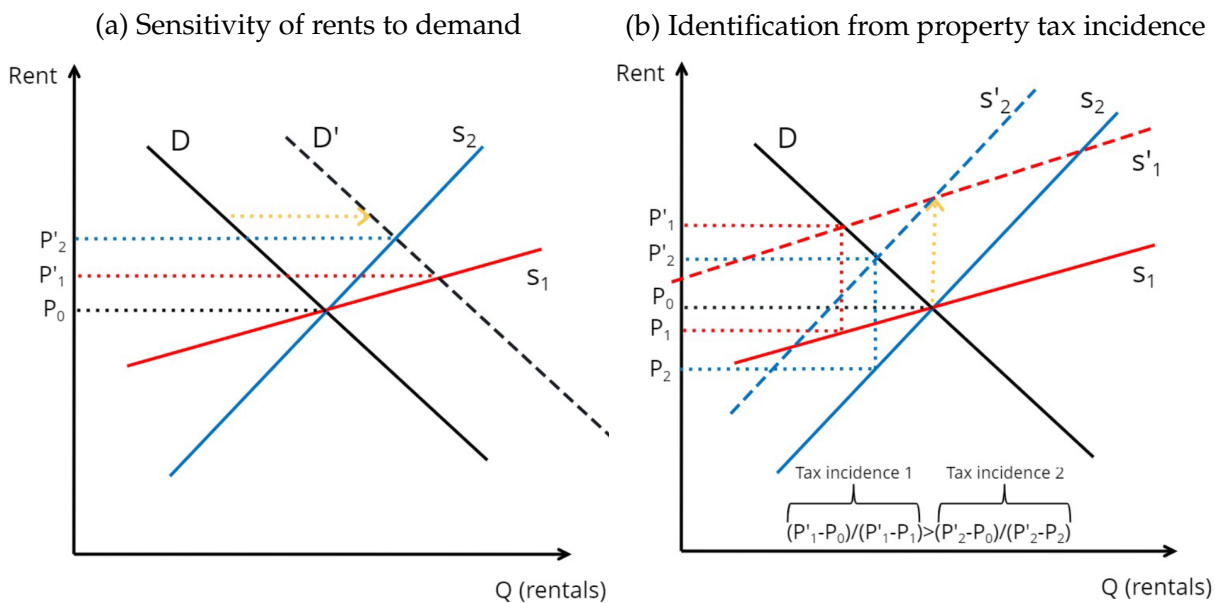 (a) Sensitivity of rents to demand
Rent
D
D'
S₂
P'₂
P'₁
P₀
S₁
Q (rentals)
(b) Identification from property tax incidence
Rent
D
S'₂
S₂
S'₁
P'₁
P'₂
P₀
P₁
P₂
S₁
Tax incidence 1
Tax incidence 2
(P'₁-P₀)/(P'₁-P₁)>(P'₂-P₀)/(P'₂-P₂)
Q (rentals)